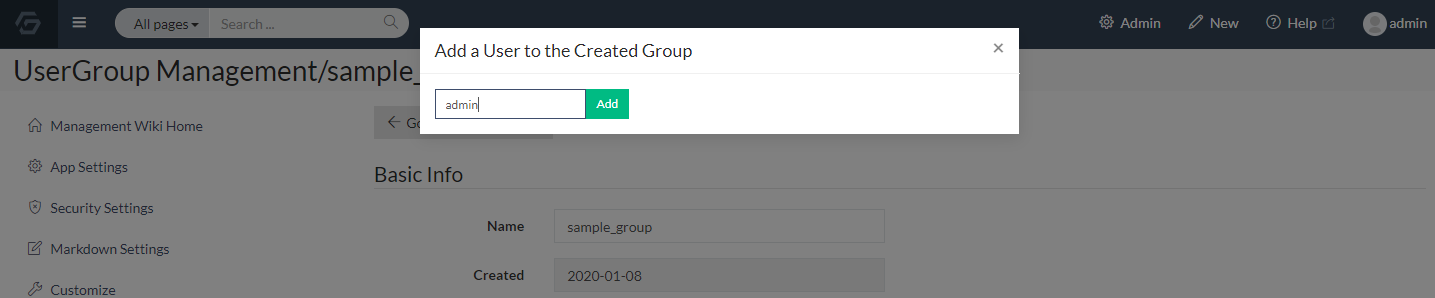 All pages Search ... Admin New Help admin
Add a User to the Created Group ×
UserGroup Management/sample_
admin Add
Management Wiki Home Go
App Settings
Basic Info
Security Settings
Name sample_group
Markdown Settings
Created 2020-01-08
Customize